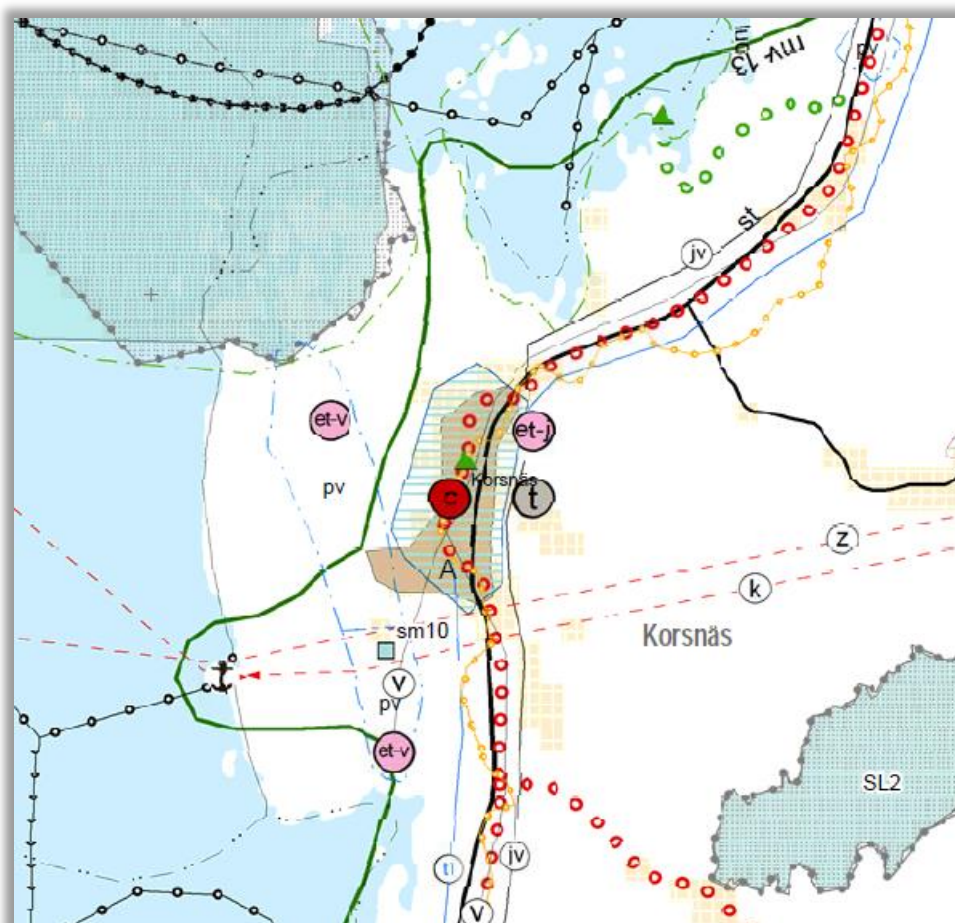 mv-13
pv
st
jv
et-v
et-j
pv
Korsnäs
c
t
A
z
k
sm10
Korsnäs
v
pv
et-v
SL2
jv
v